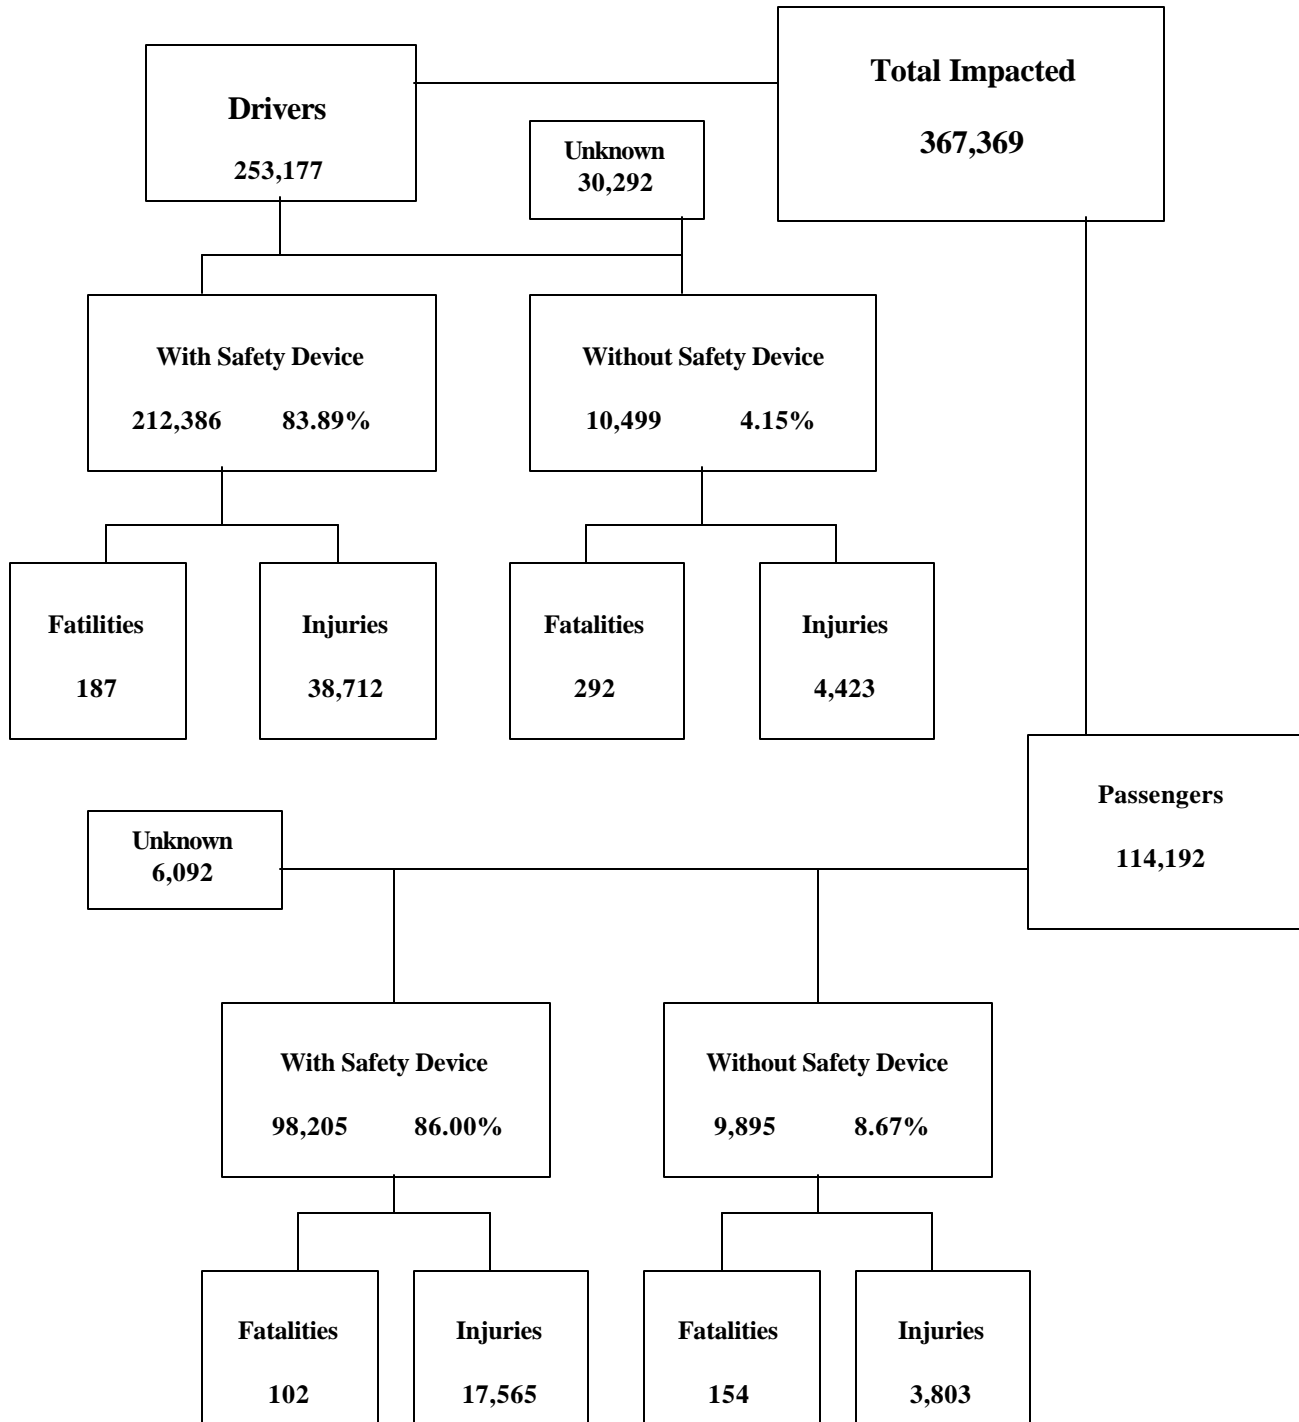 Total Impacted
367,369
Drivers
253,177
Unknown
30,292
With Safety Device
212,386 83.89%
Without Safety Device
10,499 4.15%
Fatilities
187
Injuries
38,712
Fatalities
292
Injuries
4,423
Passengers
114,192
Unknown
6,092
With Safety Device
98,205 86.00%
Without Safety Device
9,895 8.67%
Fatalities
102
Injuries
17,565
Fatalities
154
Injuries
3,803